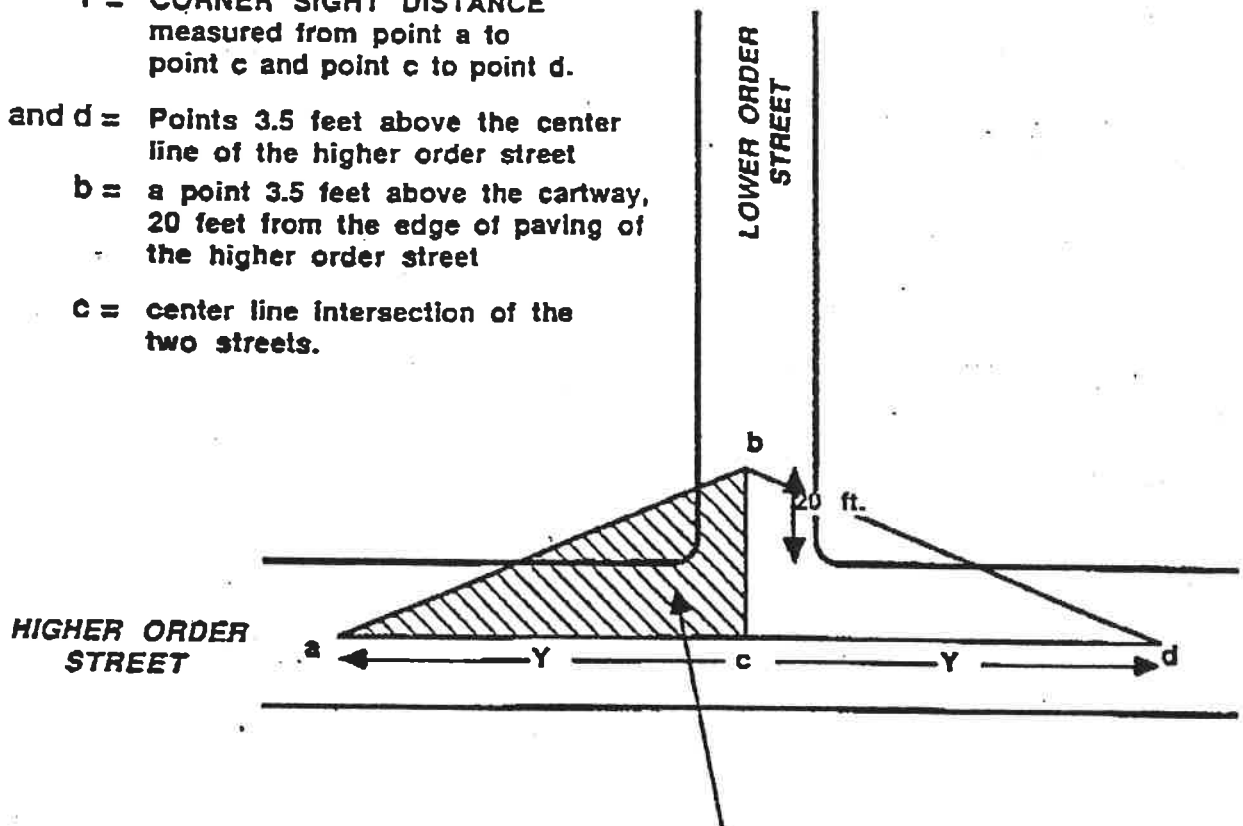 = CORNER SIGHT DISTANCE
measured from point a to
point c and point c to point d.
and d = Points 3.5 feet above the center
line of the higher order street
b = a point 3.5 feet above the cartway,
20 feet from the edge of paving of
the higher order street
c = center line intersection of the
two streets.
LOWER ORDER
STREET
b
20 ft.
HIGHER ORDER
STREET
a
Y
c
Y
d